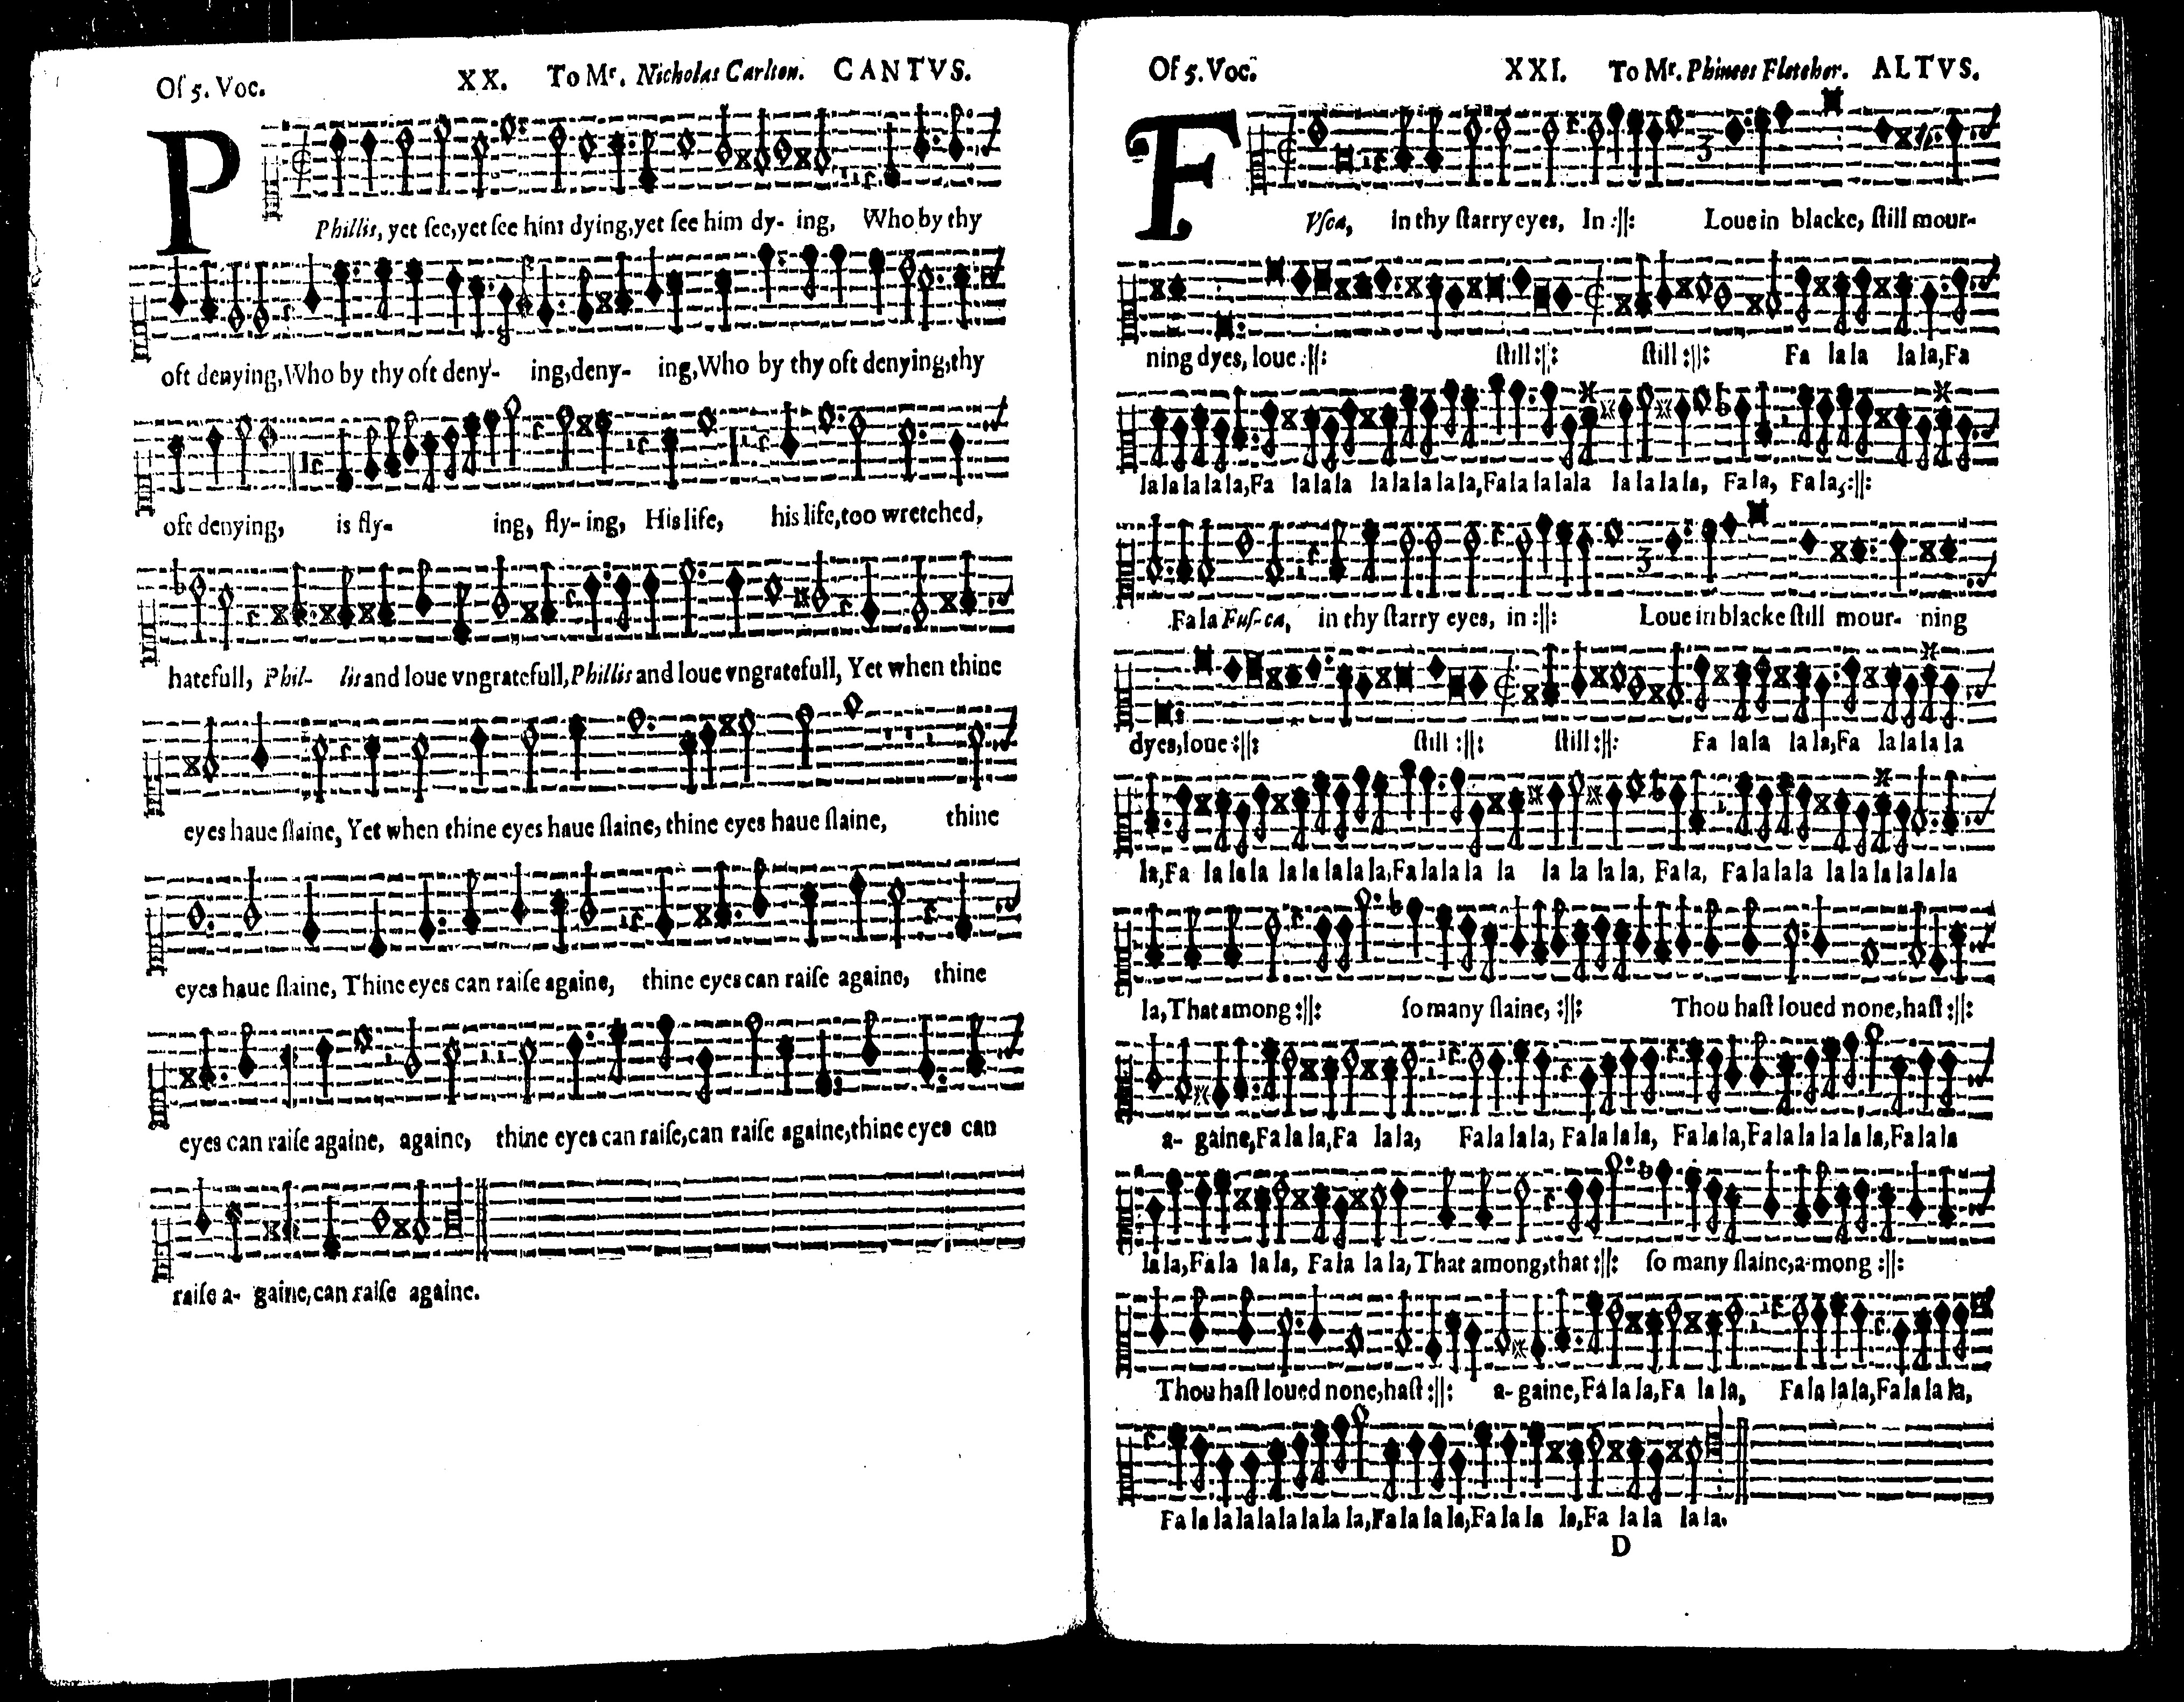 Of 5. Voc. XX. To Mr. Nicholas Carlton. CANTVS.
P
Phillis, yet ſee, yet ſee him dying, yet ſee him dy- ing, Who by thy
oft denying, Who by thy oft deny- ing, deny- ing, Who by thy oft denying, thy
oft denying, is fly- ing, fly- ing, His life, his life, too wretched,
hatefull, Phil- lis and loue vngratefull, Phillis and loue vngratefull, Yet when thine
eyes haue ſlaine, Yet when thine eyes haue ſlaine, thine eyes haue ſlaine, thine
eyes haue ſlaine, Thine eyes can raiſe againe, thine eyes can raiſe againe, thine
eyes can raiſe againe, againe, thine eyes can raiſe, can raiſe againe, thine eyes can
raiſe a- gaine, can raiſe againe.
Of 5. Voc. XXI. To Mr. Phinees Fletcher. ALTVS.
F
Vſca, in thy ſtarry eyes, In :||: Loue in blacke, ſtill mour-
ning dyes, loue :||: ſtill :||: ſtill :||: Fa la la la la, Fa
la la la la la, Fa la la la la la la la la, Fa la la la la la la la la, Fa la, Fa la, :||:
Fa la Fuſ-ca, in thy ſtarry eyes, in :||: Loue in blacke ſtill mour- ning
dyes, loue :||: ſtill :||: ſtill :||: Fa la la la la, Fa la la la la
la, Fa la la la la la la la la, Fa la la la la la la la la, Fa la, Fa la la la la la la la la la
la, That among :||: ſo many ſlaine, :||: Thou haſt loued none, haſt :||:
a- gaine, Fa la la, Fa la la, Fa la la la, Fa la la la, Fa la la, Fa la la la la la la, Fa la la
la la, Fa la la la, Fa la la la, That among, that :||: ſo many ſlaine, a-mong :||:
Thou haſt loued none, haſt :||: a- gaine, Fa la la, Fa la la, Fa la la la, Fa la la la,
Fa la la la la la la la la, Fa la la la, Fa la la la, Fa la la la la.
D